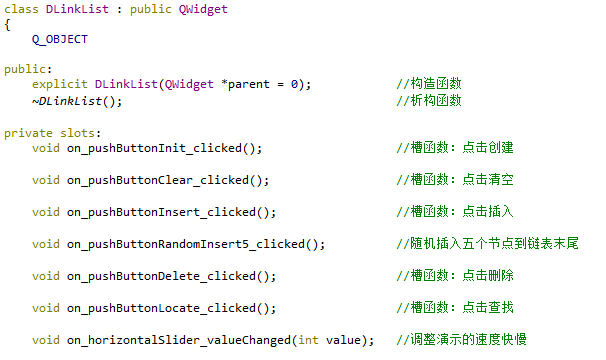 class DLinkList : public QWidget
{
Q_OBJECT
public:
explicit DLinkList(QWidget *parent = 0); //构造函数
~DLinkList(); //析构函数
private slots:
void on_pushButtonInit_clicked(); //槽函数：点击创建
void on_pushButtonClear_clicked(); //槽函数：点击清空
void on_pushButtonInsert_clicked(); //槽函数：点击插入
void on_pushButtonRandomInsert5_clicked(); //随机插入五个节点到链表末尾
void on_pushButtonDelete_clicked(); //槽函数：点击删除
void on_pushButtonLocate_clicked(); //槽函数：点击查找
void on_horizontalSlider_valueChanged(int value); //调整演示的速度快慢